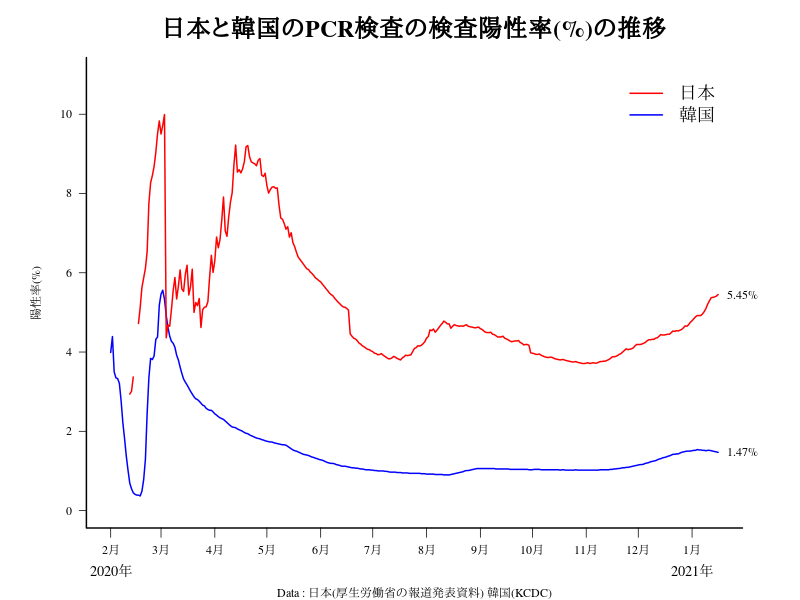 日本と韓国のPCR検査の検査陽性率(%)の推移
日本
韓国
陽性率(%)
10
8
6
4
2
0
5.45%
1.47%
2月 3月 4月 5月 6月 7月 8月 9月 10月 11月 12月 1月
2020年 2021年
Data : 日本(厚生労働省の報道発表資料) 韓国(KCDC)